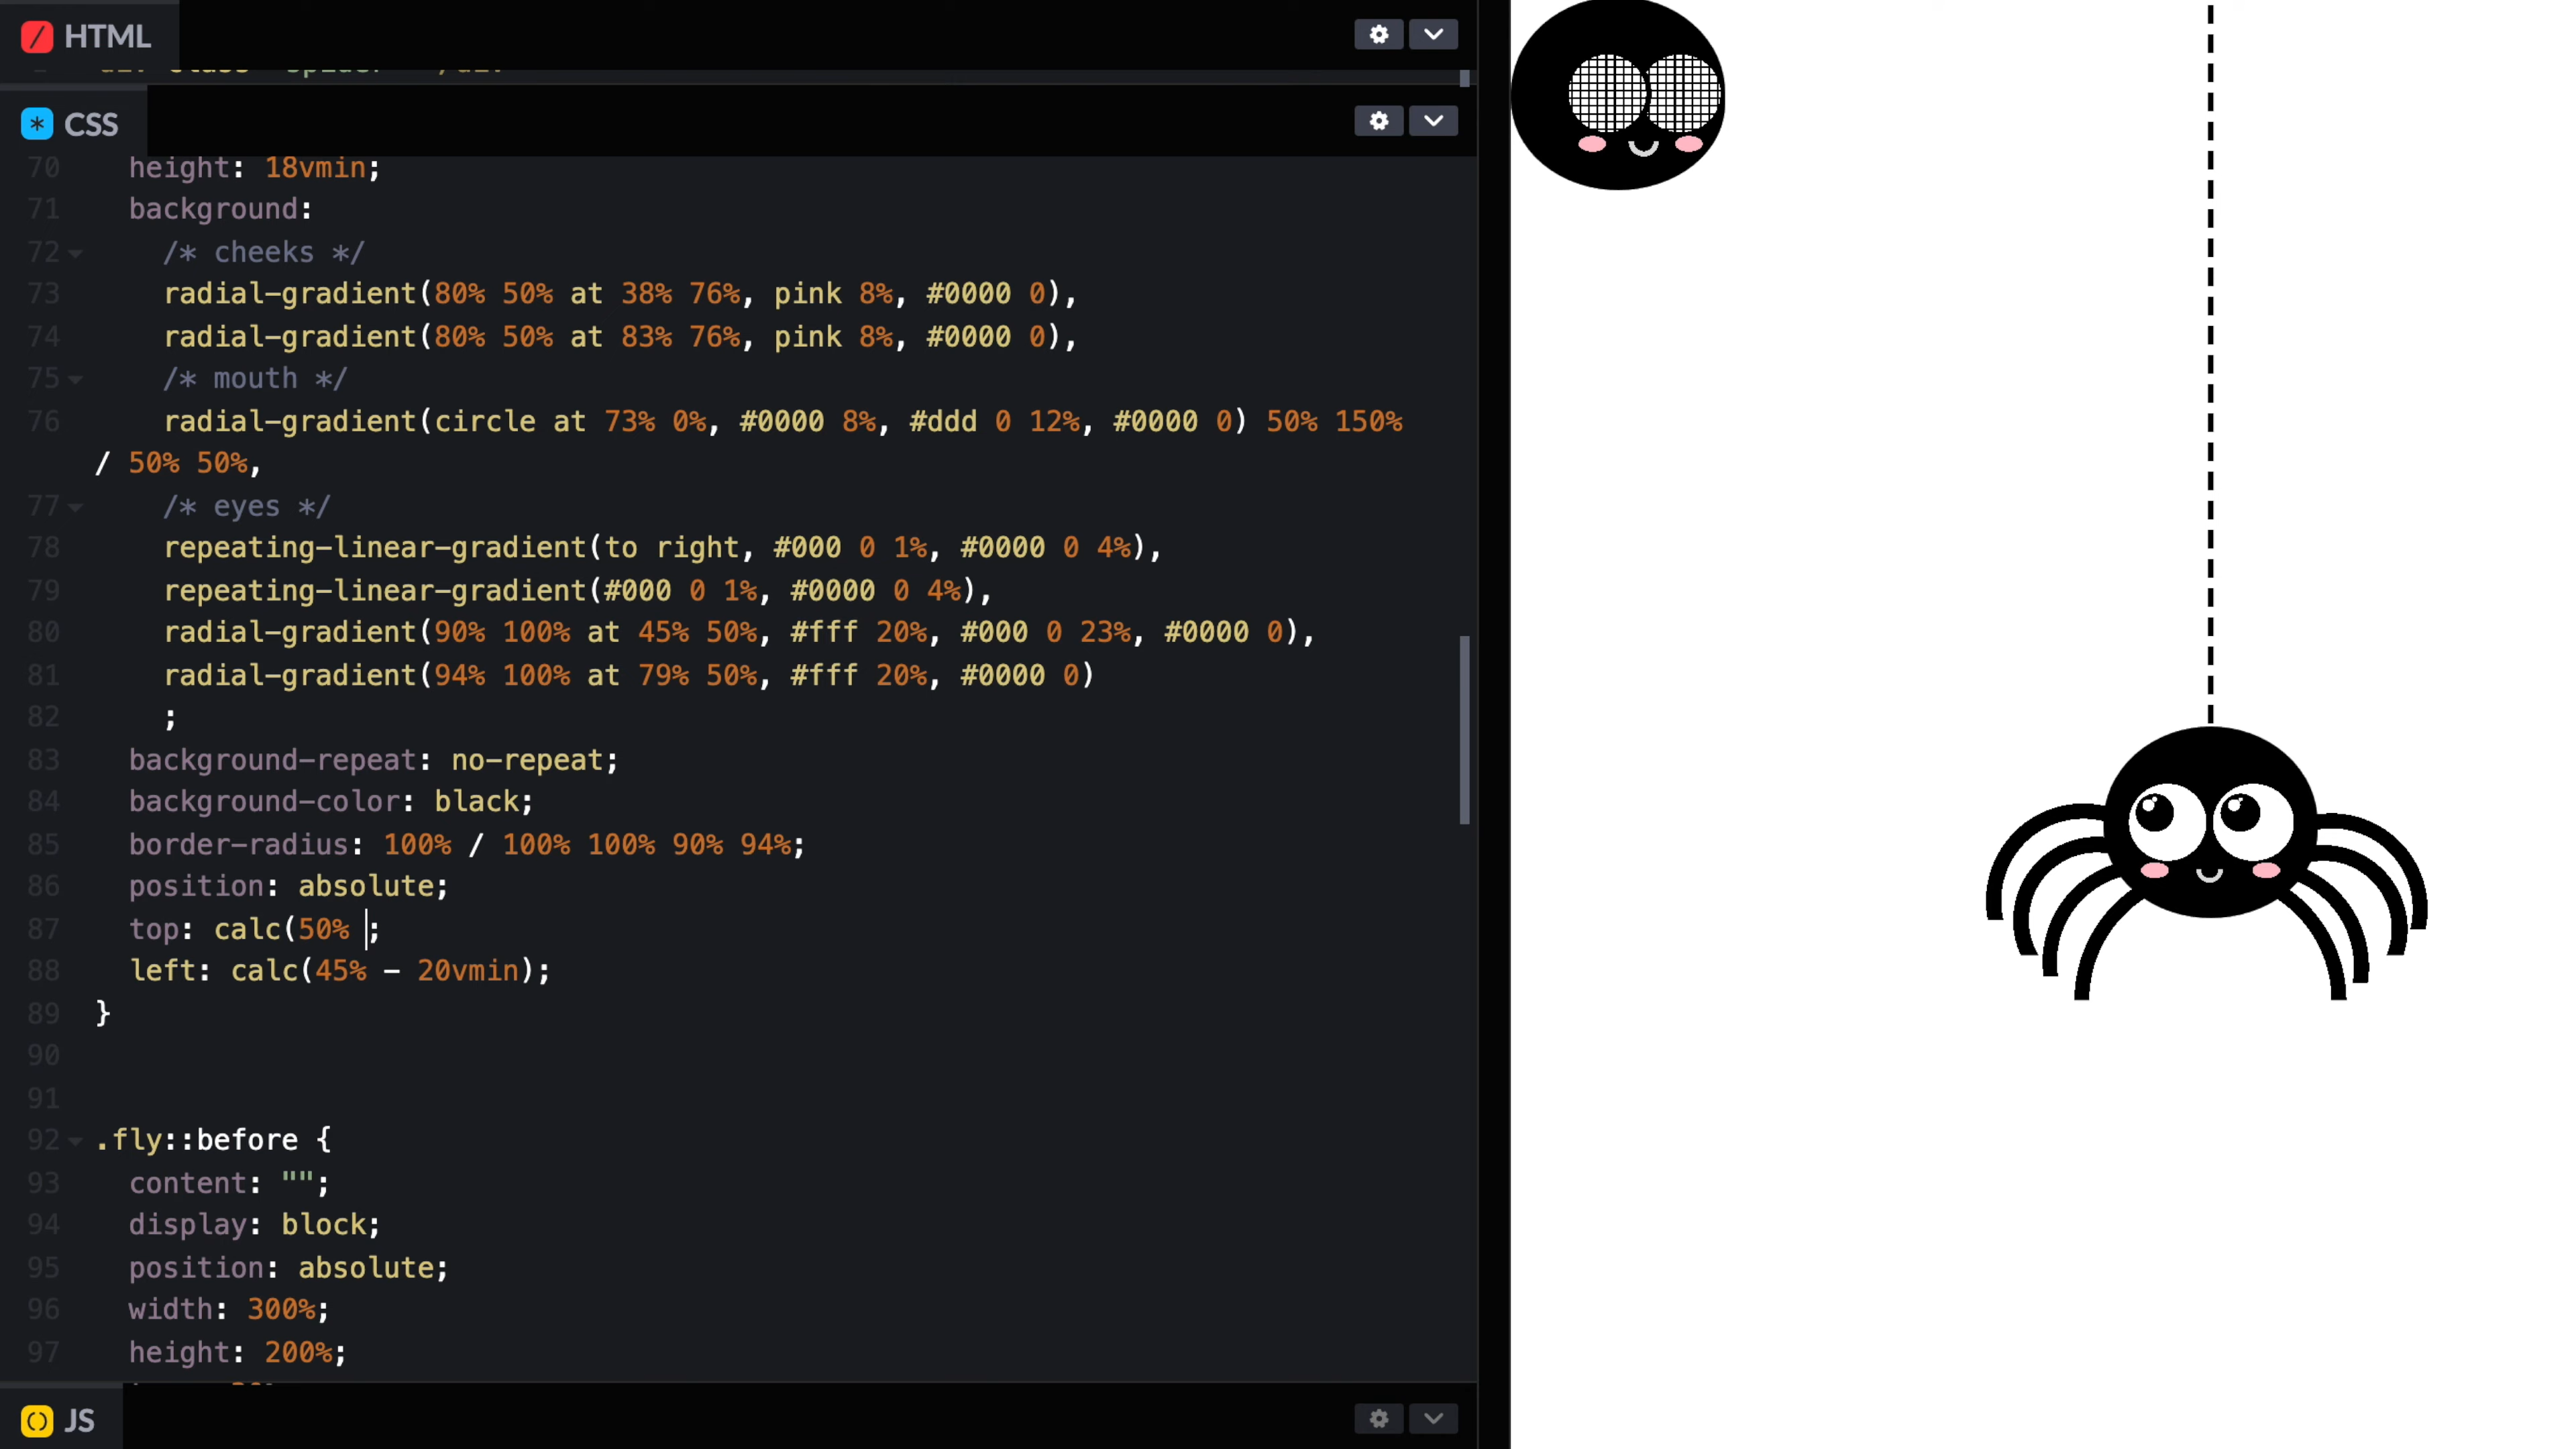 HTML
CSS
70 height: 18vmin;
71 background:
72 /* cheeks */
73 radial-gradient(80% 50% at 38% 76%, pink 8%, #0000 0),
74 radial-gradient(80% 50% at 83% 76%, pink 8%, #0000 0),
75 /* mouth */
76 radial-gradient(circle at 73% 0%, #0000 8%, #ddd 0 12%, #0000 0) 50% 150%
/ 50% 50%,
77 /* eyes */
78 repeating-linear-gradient(to right, #000 0 1%, #0000 0 4%),
79 repeating-linear-gradient(#000 0 1%, #0000 0 4%),
80 radial-gradient(90% 100% at 45% 50%, #fff 20%, #000 0 23%, #0000 0),
81 radial-gradient(94% 100% at 79% 50%, #fff 20%, #0000 0)
82 ;
83 background-repeat: no-repeat;
84 background-color: black;
85 border-radius: 100% / 100% 100% 90% 94%;
86 position: absolute;
87 top: calc(50% ;
88 left: calc(45% - 20vmin);
89 }
90
91
92 .fly::before {
93 content: "";
94 display: block;
95 position: absolute;
96 width: 300%;
97 height: 200%;
JS